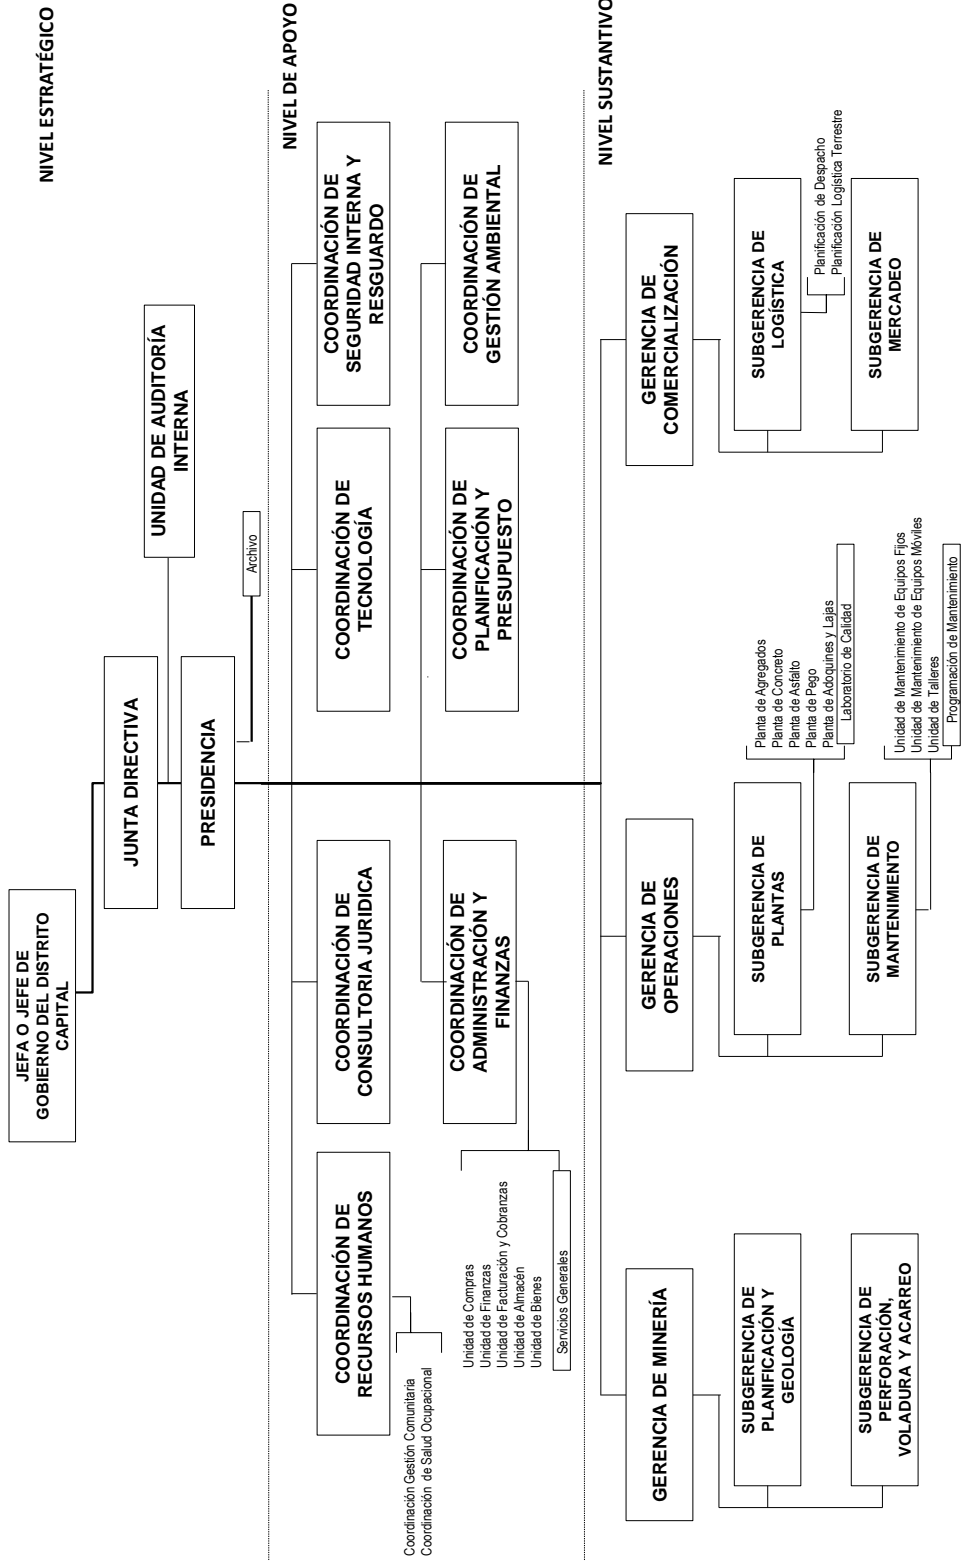 NIVEL ESTRATÉGICO
JEFA O JEFE DE
GOBIERNO DEL DISTRITO
CAPITAL
JUNTA DIRECTIVA
UNIDAD DE AUDITORÍA
INTERNA
PRESIDENCIA
Archivo
NIVEL DE APOYO
COORDINACIÓN DE
RECURSOS HUMANOS
COORDINACIÓN DE
CONSULTORIA JURIDICA
COORDINACIÓN DE
TECNOLOGÍA
COORDINACIÓN DE
SEGURIDAD INTERNA Y
RESGUARDO
Coordinación Gestión Comunitaria
Coordinación de Salud Ocupacional
COORDINACIÓN DE
ADMINISTRACIÓN Y
FINANZAS
COORDINACIÓN DE
PLANIFICACIÓN Y
PRESUPUESTO
COORDINACIÓN DE
GESTIÓN AMBIENTAL
Unidad de Compras
Unidad de Finanzas
Unidad de Facturación y Cobranzas
Unidad de Almacén
Unidad de Bienes
Servicios Generales
NIVEL SUSTANTIVO
GERENCIA DE MINERÍA
GERENCIA DE
OPERACIONES
GERENCIA DE
COMERCIALIZACIÓN
SUBGERENCIA DE
PLANIFICACIÓN Y
GEOLOGÍA
SUBGERENCIA DE
PLANTAS
Planta de Agregados
Planta de Concreto
Planta de Asfalto
Planta de Pego
Planta de Adoquines y Lajas
Laboratorio de Calidad
SUBGERENCIA DE
LOGÍSTICA
Planificación de Despacho
Planificación Logística Terrestre
SUBGERENCIA DE
PERFORACIÓN,
VOLADURA Y ACARREO
SUBGERENCIA DE
MANTENIMIENTO
Unidad de Mantenimiento de Equipos Fijos
Unidad de Mantenimiento de Equipos Móviles
Unidad de Talleres
Programación de Mantenimiento
SUBGERENCIA DE
MERCADEO